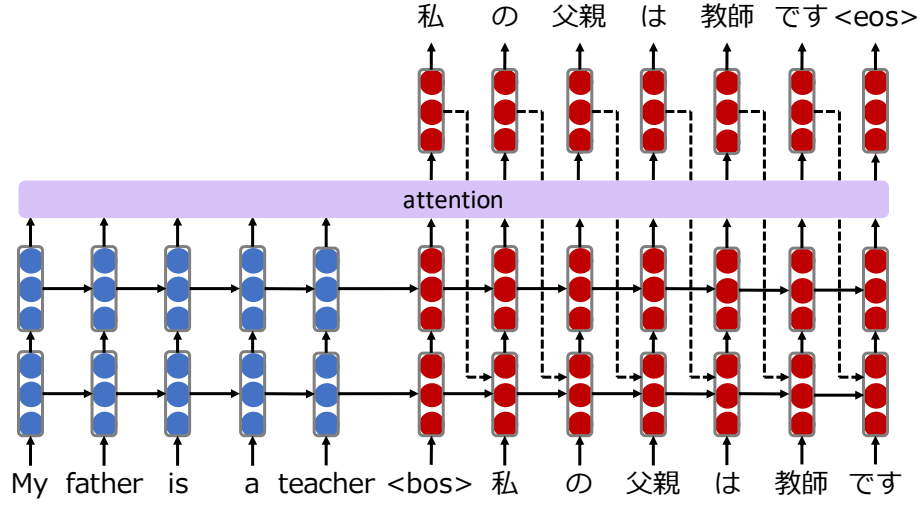 私 の 父親 は 教師 です <eos>
attention
My father is a teacher <bos> 私 の 父親 は 教師 です